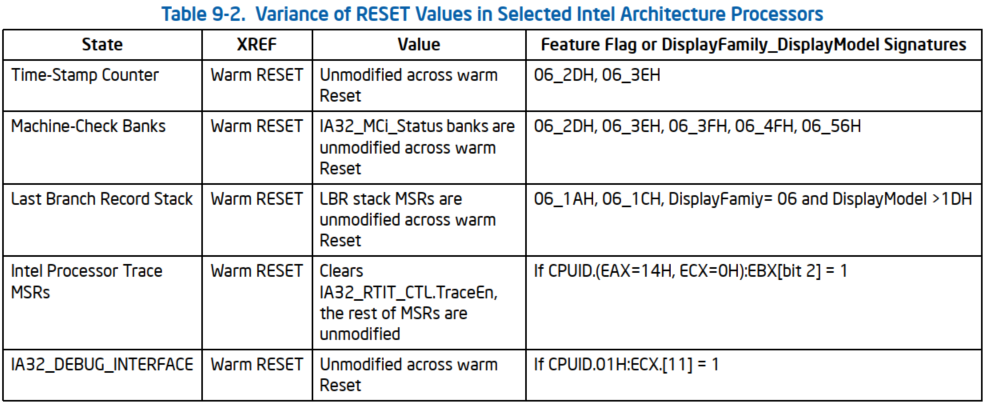 Table 9-2. Variance of RESET Values in Selected Intel Architecture Processors
State XREF Value Feature Flag or DisplayFamily_DisplayModel Signatures
Time-Stamp Counter Warm RESET Unmodified across warm 06_2DH, 06_3EH
Reset
Machine-Check Banks Warm RESET IA32_MCi_Status banks are 06_2DH, 06_3EH, 06_3FH, 06_4FH, 06_56H
unmodified across warm
Reset
Last Branch Record Stack Warm RESET LBR stack MSRs are 06_1AH, 06_1CH, DisplayFamiy= 06 and DisplayModel >1DH
unmodified across warm
Reset
Intel Processor Trace Warm RESET Clears If CPUID.(EAX=14H, ECX=0H):EBX[bit 2] = 1
MSRs IA32_RTIT_CTL.TraceEn,
the rest of MSRs are
unmodified
IA32_DEBUG_INTERFACE Warm RESET Unmodified across warm If CPUID.01H:ECX.[11] = 1
Reset